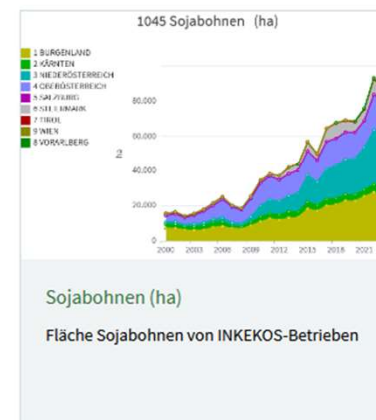 1045 Sojabohnen (ha)
1 BURGENLAND
2 KÄRNTEN
3 NIEDERÖSTERREICH
4 OBERÖSTERREICH
5 SALZBURG
6 STEIERMARK
7 TIROL
9 WIEN
8 VORARLBERG
80,000
60,000
40,000
20,000
0
ha
2000 2003 2006 2009 2012 2015 2018 2021
Sojabohnen (ha)
Fläche Sojabohnen von INKEKOS-Betrieben